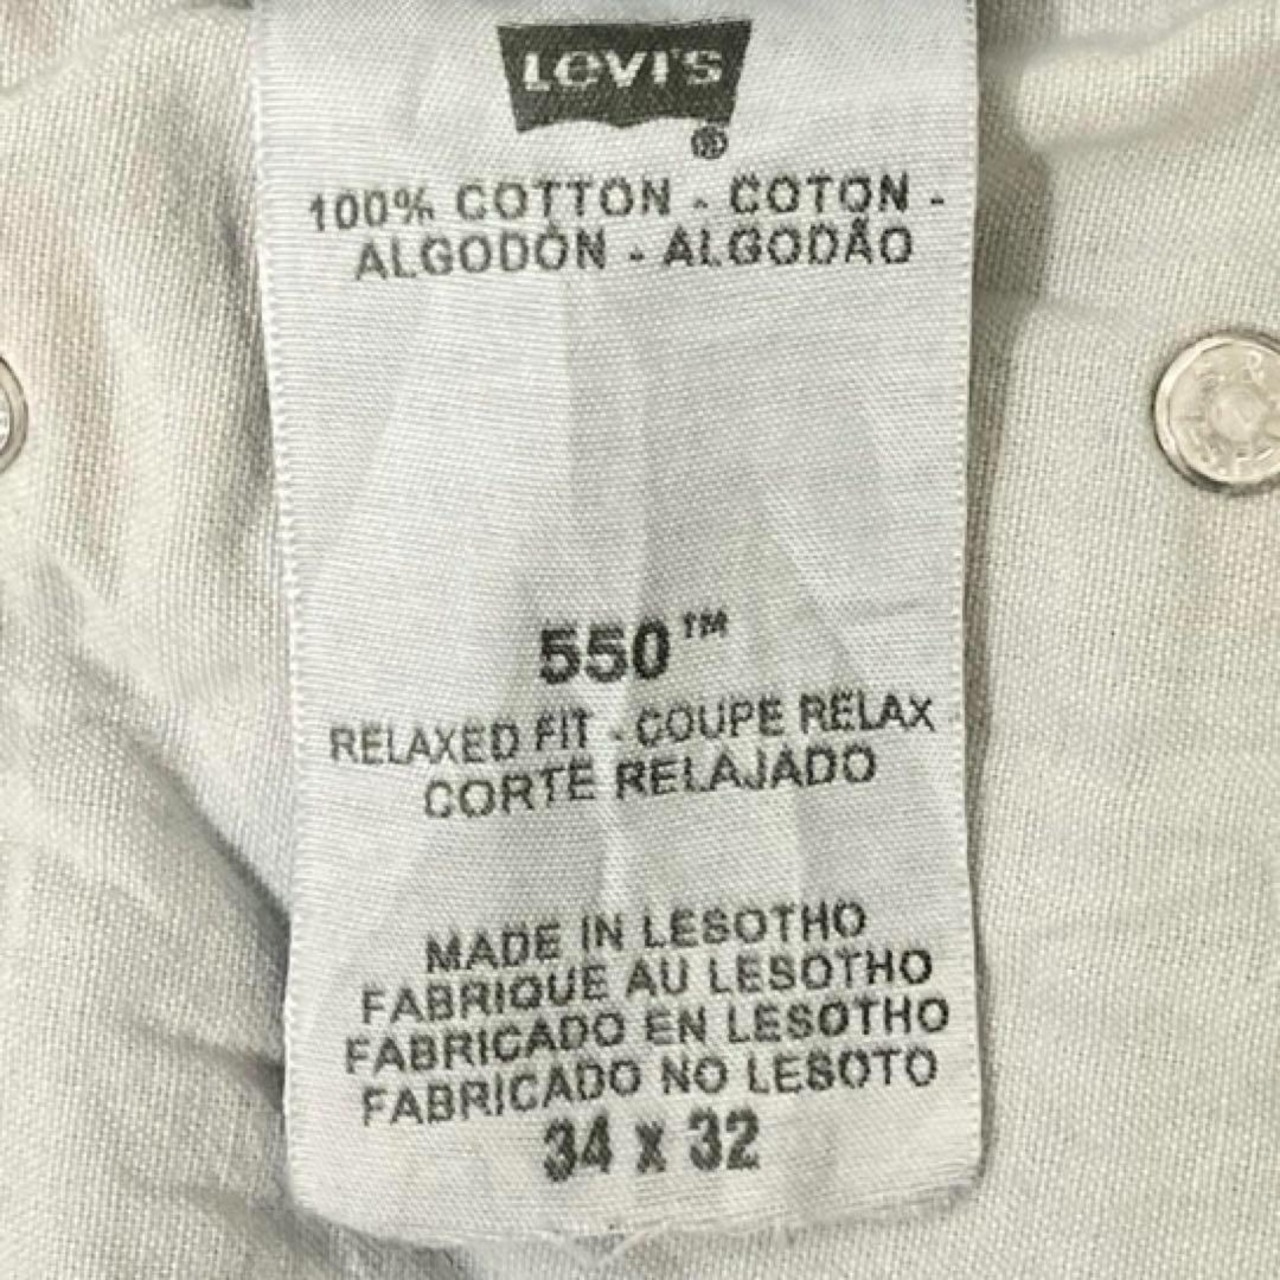 LEVI'S
®
100% COTTON - COTON -
ALGODÓN - ALGODÃO
550™
RELAXED FIT - COUPE RELAX
CORTE RELAJADO
MADE IN LESOTHO
FABRIQUE AU LESOTHO
FABRICADO EN LESOTHO
FABRICADO NO LESOTO
34 x 32